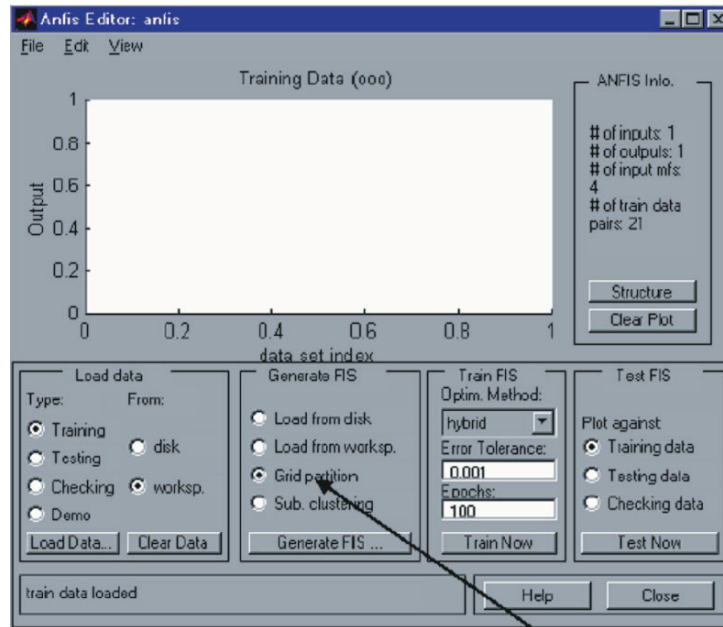 Anfis Editor: anfis
File Edit View
Training Data (ooo)
1
0.8
0.6
0.4
0.2
0
Output
0 0.2 0.4 0.6 0.8 1
data set index
ANFIS Info.
# of inputs: 1
# of outputs: 1
# of input mfs:
4
# of train data
pairs: 21
Structure
Clear Plot
Load data
Type: From:
Training
Testing
Checking
Demo
disk
worksp.
Load Data... Clear Data
Generate FIS
Load from disk
Load from worksp.
Grid partition
Sub. clustering
Generate FIS ...
Train FIS
Optim. Method:
hybrid
Error Tolerance:
0.001
Epochs:
100
Train Now
Test FIS
Plot against:
Training data
Testing data
Checking data
Test Now
train data loaded
Help Close